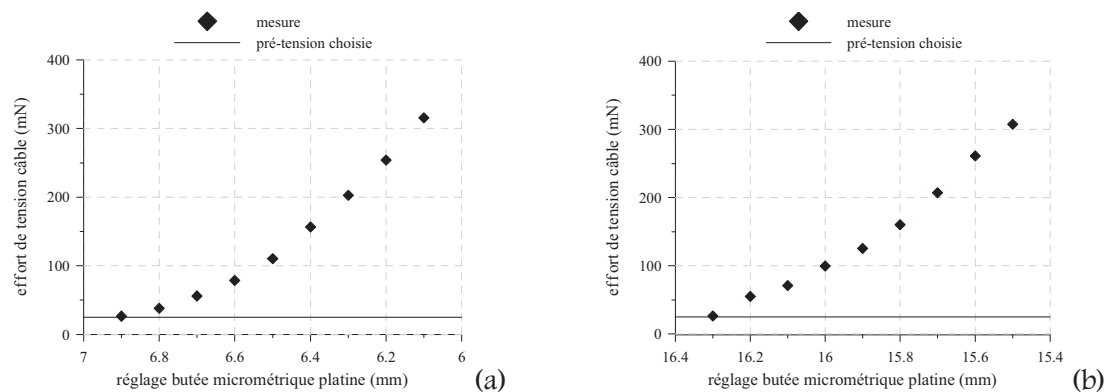 mesure
pré-tension choisie
400
300
200
100
0
effort de tension câble (mN)
7
6.8
6.6
6.4
6.2
6
réglage butée micrométrique platine (mm)
(a)
mesure
pré-tension choisie
400
300
200
100
0
effort de tension câble (mN)
16.4
16.2
16
15.8
15.6
15.4
réglage butée micrométrique platine (mm)
(b)